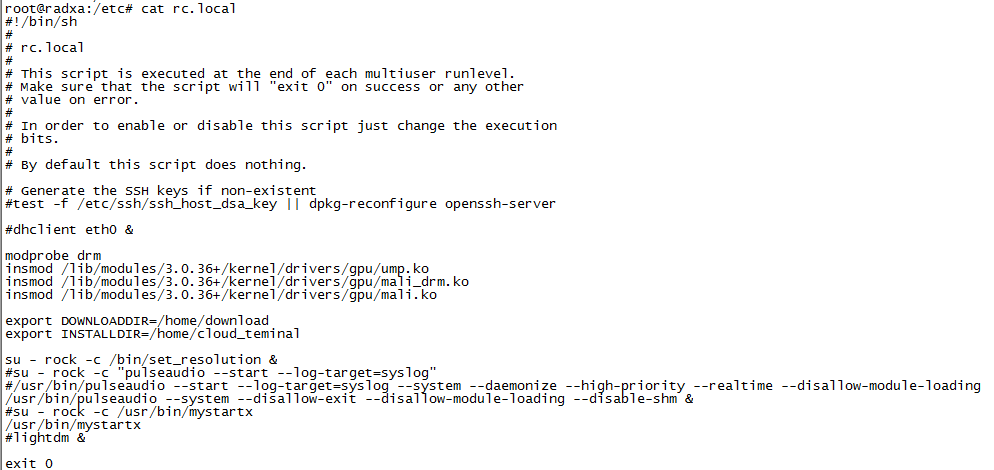 root@radxa:/etc# cat rc.local
#!/bin/sh
#
# rc.local
#
# This script is executed at the end of each multiuser runlevel.
# Make sure that the script will "exit 0" on success or any other
# value on error.
#
# In order to enable or disable this script just change the execution
# bits.
#
# By default this script does nothing.

# Generate the SSH keys if non-existent
#test -f /etc/ssh/ssh_host_dsa_key || dpkg-reconfigure openssh-server

#dhclient eth0 &

modprobe drm
insmod /lib/modules/3.0.36+/kernel/drivers/gpu/ump.ko
insmod /lib/modules/3.0.36+/kernel/drivers/gpu/mali_drm.ko
insmod /lib/modules/3.0.36+/kernel/drivers/gpu/mali.ko

export DOWNLOADDIR=/home/download
export INSTALLDIR=/home/cloud_teminal

su - rock -c /bin/set_resolution &
#su - rock -c "pulseaudio --start --log-target=syslog"
#/usr/bin/pulseaudio --start --log-target=syslog --system --daemonize --high-priority --realtime --disallow-module-loading
/usr/bin/pulseaudio --system --disallow-exit --disallow-module-loading --disable-shm &
#su - rock -c /usr/bin/mystartx
/usr/bin/mystartx
#lightdm &

exit 0